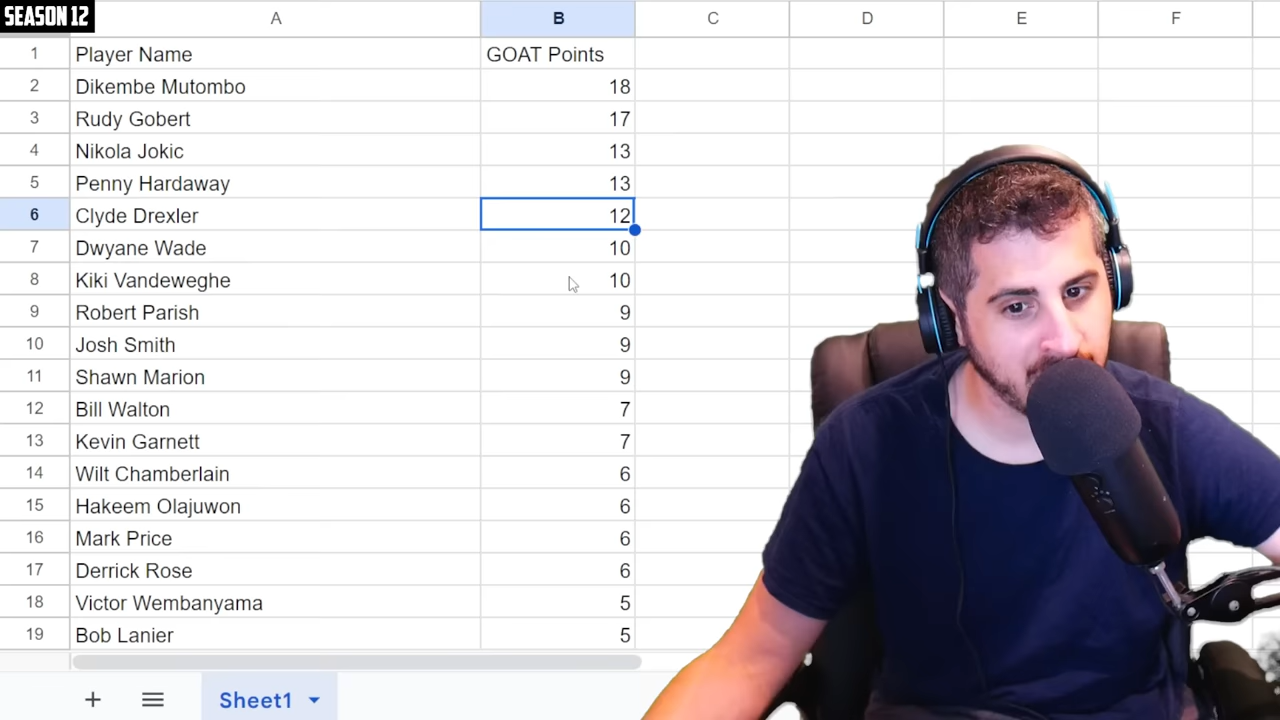 SEASON 12
A B C D E F
1 Player Name GOAT Points
2 Dikembe Mutombo 18
3 Rudy Gobert 17
4 Nikola Jokic 13
5 Penny Hardaway 13
6 Clyde Drexler 12
7 Dwyane Wade 10
8 Kiki Vandeweghe 10
9 Robert Parish 9
10 Josh Smith 9
11 Shawn Marion 9
12 Bill Walton 7
13 Kevin Garnett 7
14 Wilt Chamberlain 6
15 Hakeem Olajuwon 6
16 Mark Price 6
17 Derrick Rose 6
18 Victor Wembanyama 5
19 Bob Lanier 5
Sheet1